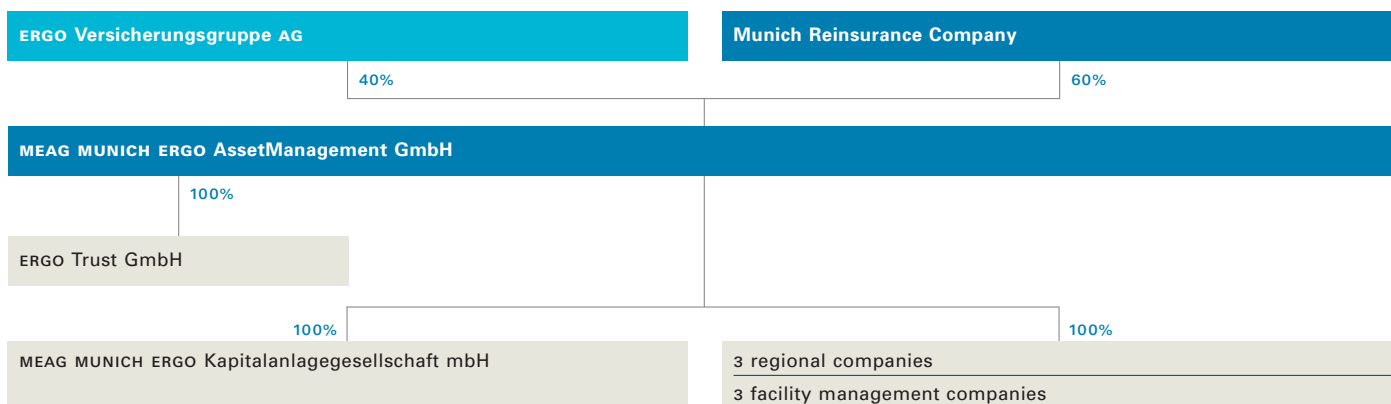 ERGO Versicherungsgruppe AG
Munich Reinsurance Company
40%
60%
MEAG MUNICH ERGO AssetManagement GmbH
100%
ERGO Trust GmbH
100%
100%
MEAG MUNICH ERGO Kapitalanlagegesellschaft mbH
3 regional companies
3 facility management companies